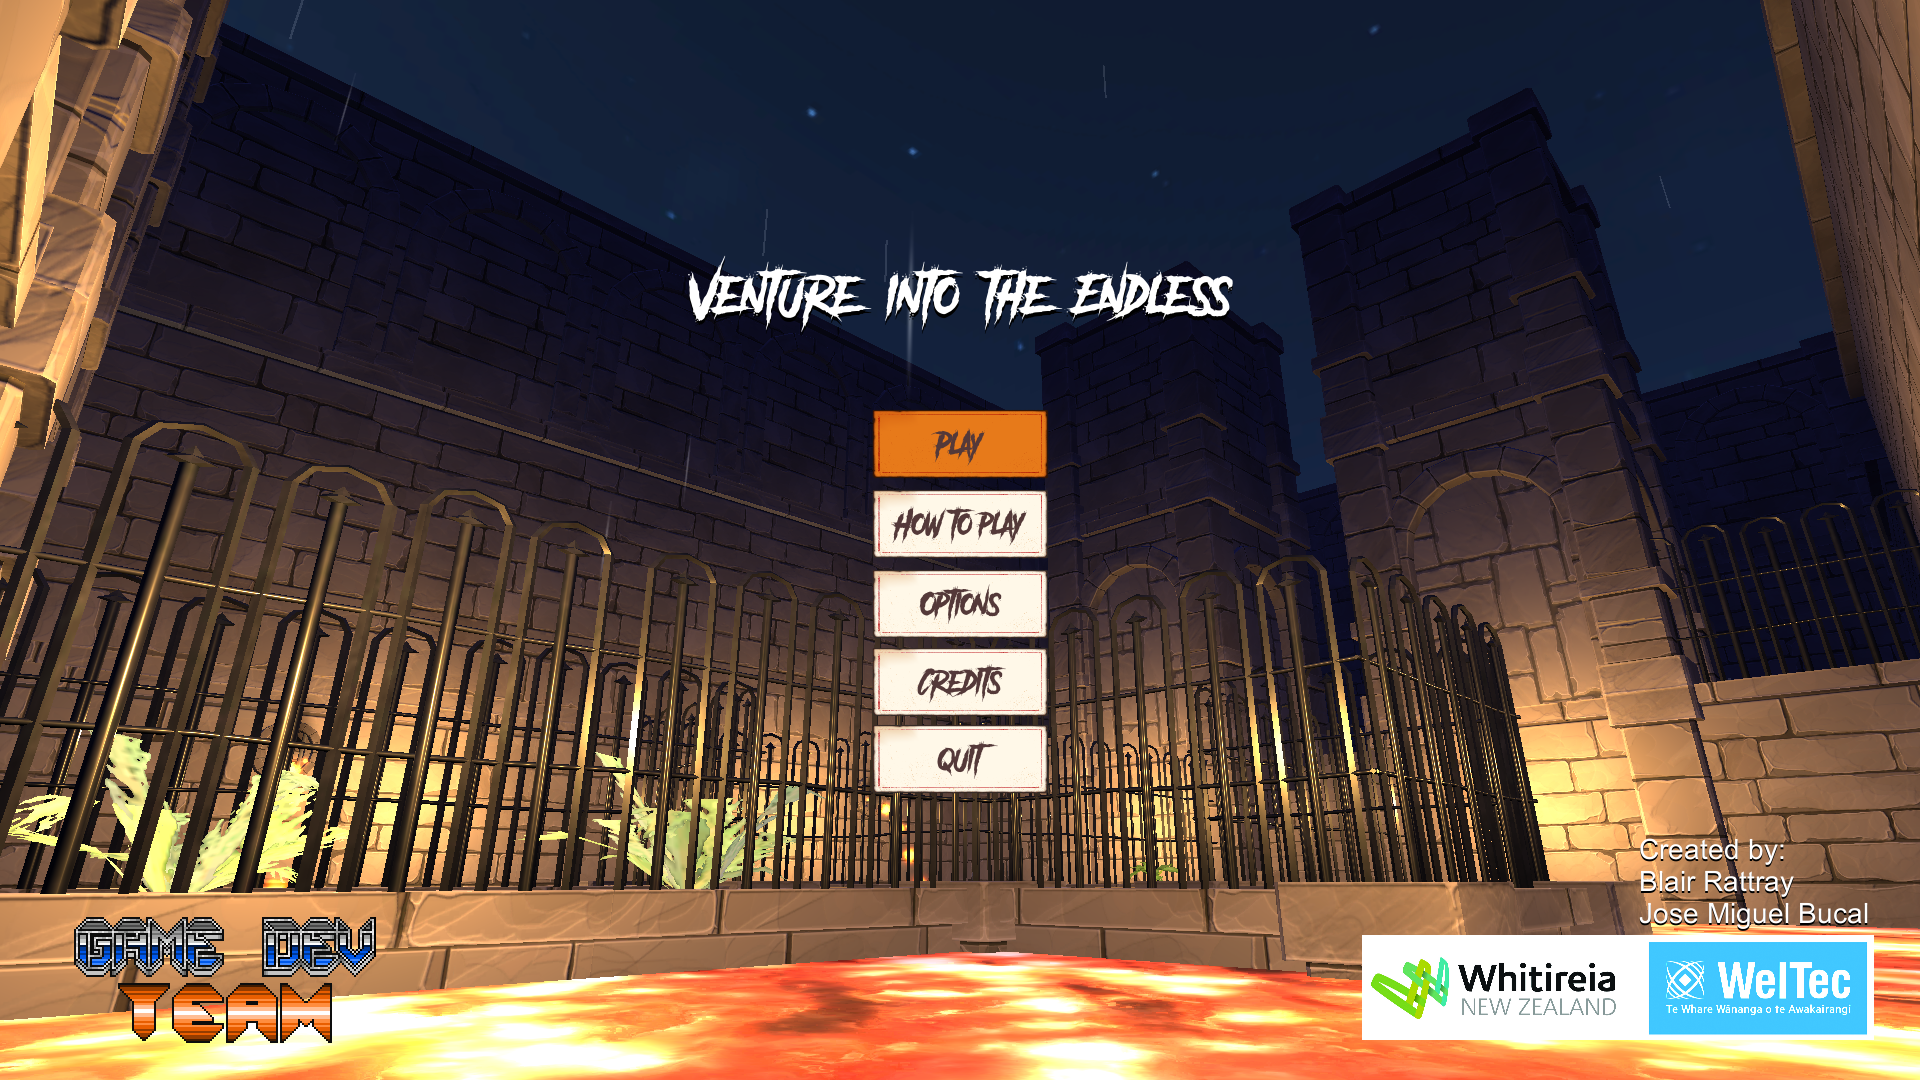 VENTURE INTO THE ENDLESS
PLAY
HOW TO PLAY
OPTIONS
CREDITS
QUIT
Created by:
Blair Rattray
Jose Miguel Bucal
GAME DEV
TEAM
Whitireia
NEW ZEALAND
WelTec
Te Whare Wānanga o te Awakairangi